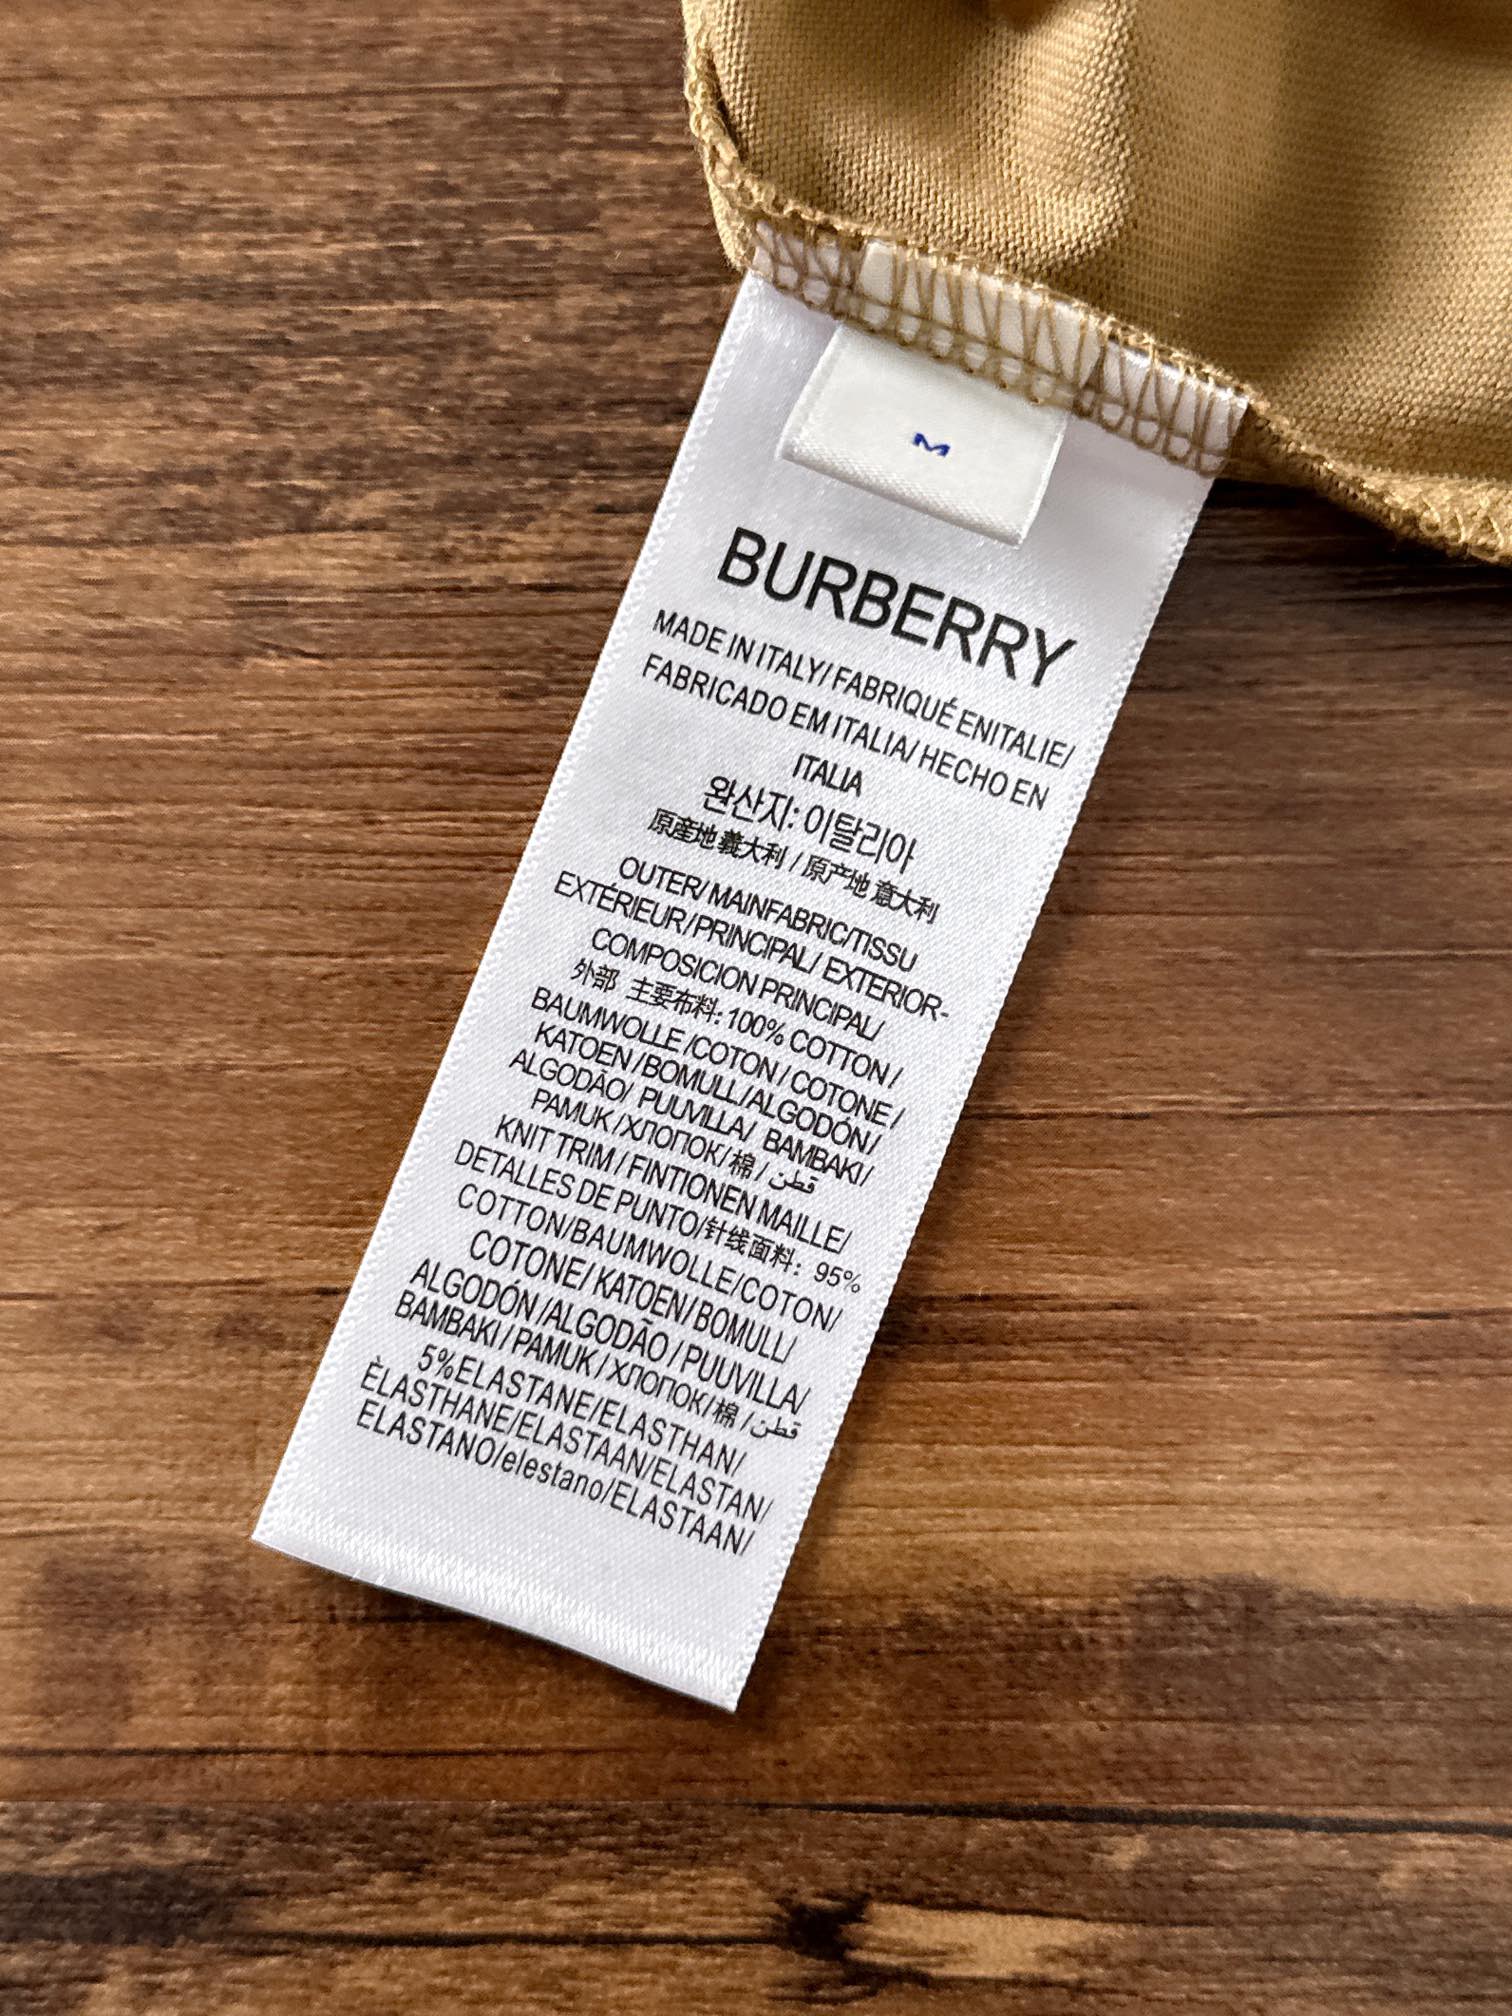 M
BURBERRY
MADE IN ITALY/ FABRIQUÉ ENITALIE/
FABRICADO EM ITALIA/ HECHO EN
ITALIA
완산지: 이탈리아
原産地 義大利 / 原产地 意大利
OUTER/ MAINFABRIC/TISSU
EXTÉRIEUR/PRINCIPAL/ EXTERIOR-
COMPOSICION PRINCIPAL/
外部 主要布料: 100% COTTON /
BAUMWOLLE /COTON / COTONE /
KATOEN /BOMULL/ALGODÓN/
ALGODÃO/ PUUVILLA/ BAMBAKI/
PAMUK /ХЛОПОК/ 棉 / قطن
KNIT TRIM / FINTIONEN MAILLE/
DETALLES DE PUNTO/针线面料: 95%
COTTON/BAUMWOLLE/COTON/
COTONE/ KATOEN/ BOMULL/
ALGODÓN /ALGODÃO / PUUVILLA/
BAMBAKI / PAMUK / ХЛОПОК/ 棉 / قطن
5%ELASTANE/ELASTHAN/
ÈLASTHANE/ELASTAAN/ELASTAN/
ELASTANO/elestano/ELASTAAN/